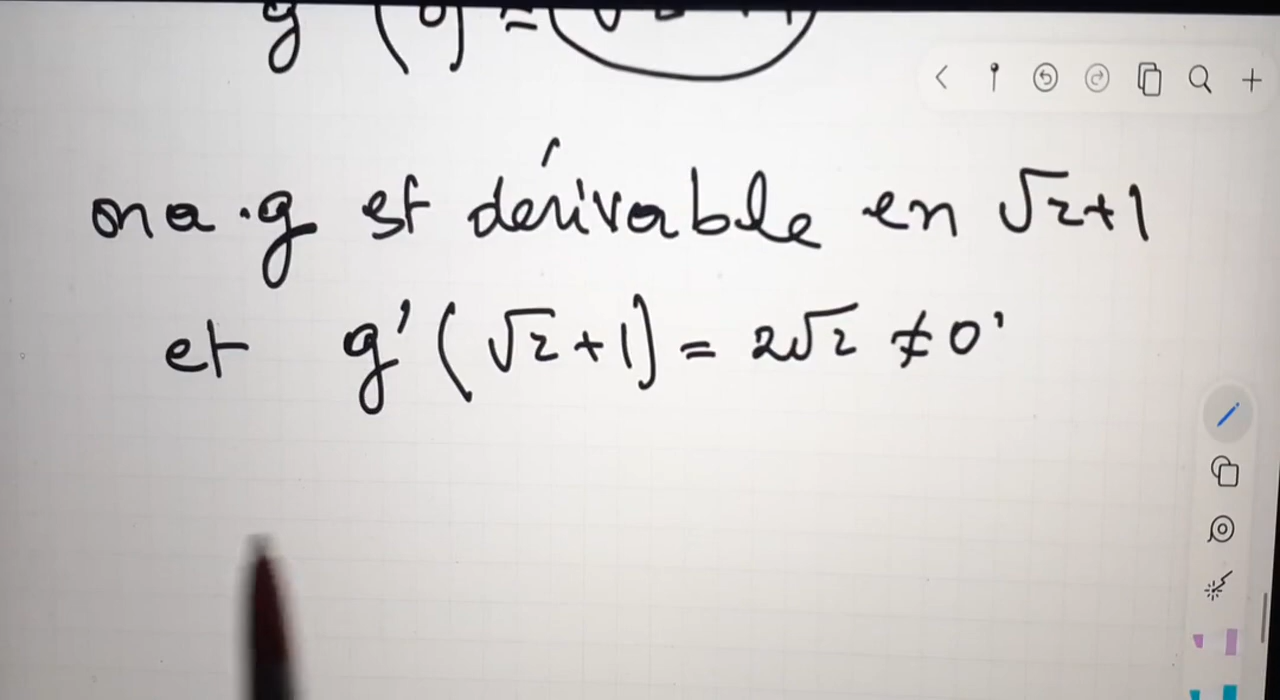 on a . g est dérivable en √2+1
et g'(√2+1) = 2√2 ≠ 0